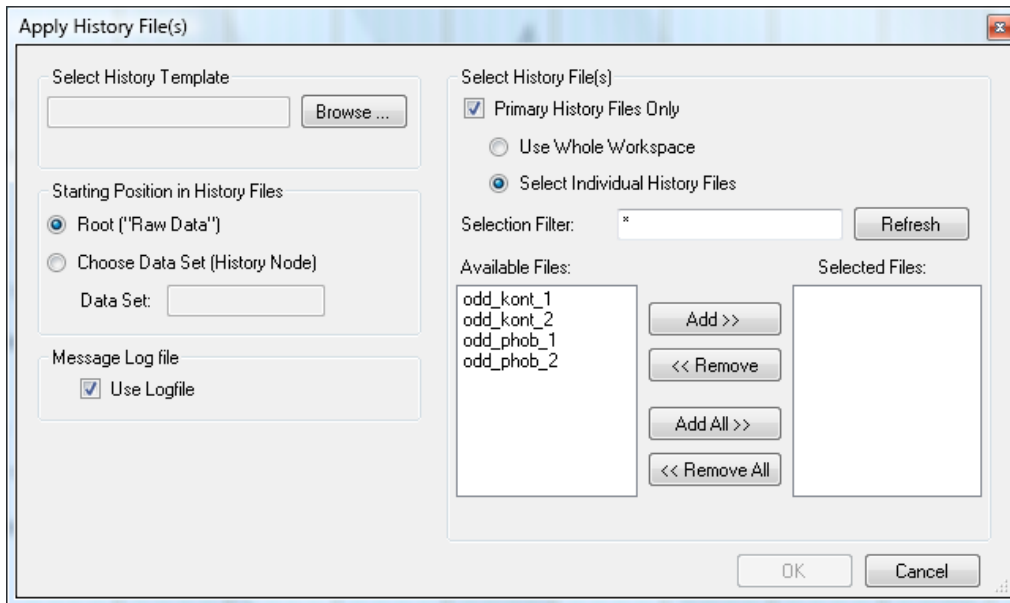 Apply History File(s)
Select History Template
Browse ...
Starting Position in History Files
Root ("Raw Data")
Choose Data Set (History Node)
Data Set:
Message Log file
Use Logfile
Select History File(s)
Primary History Files Only
Use Whole Workspace
Select Individual History Files
Selection Filter:
*
Refresh
Available Files:
odd_kont_1
odd_kont_2
odd_phob_1
odd_phob_2
Add >>
<< Remove
Add All >>
<< Remove All
Selected Files:
OK
Cancel